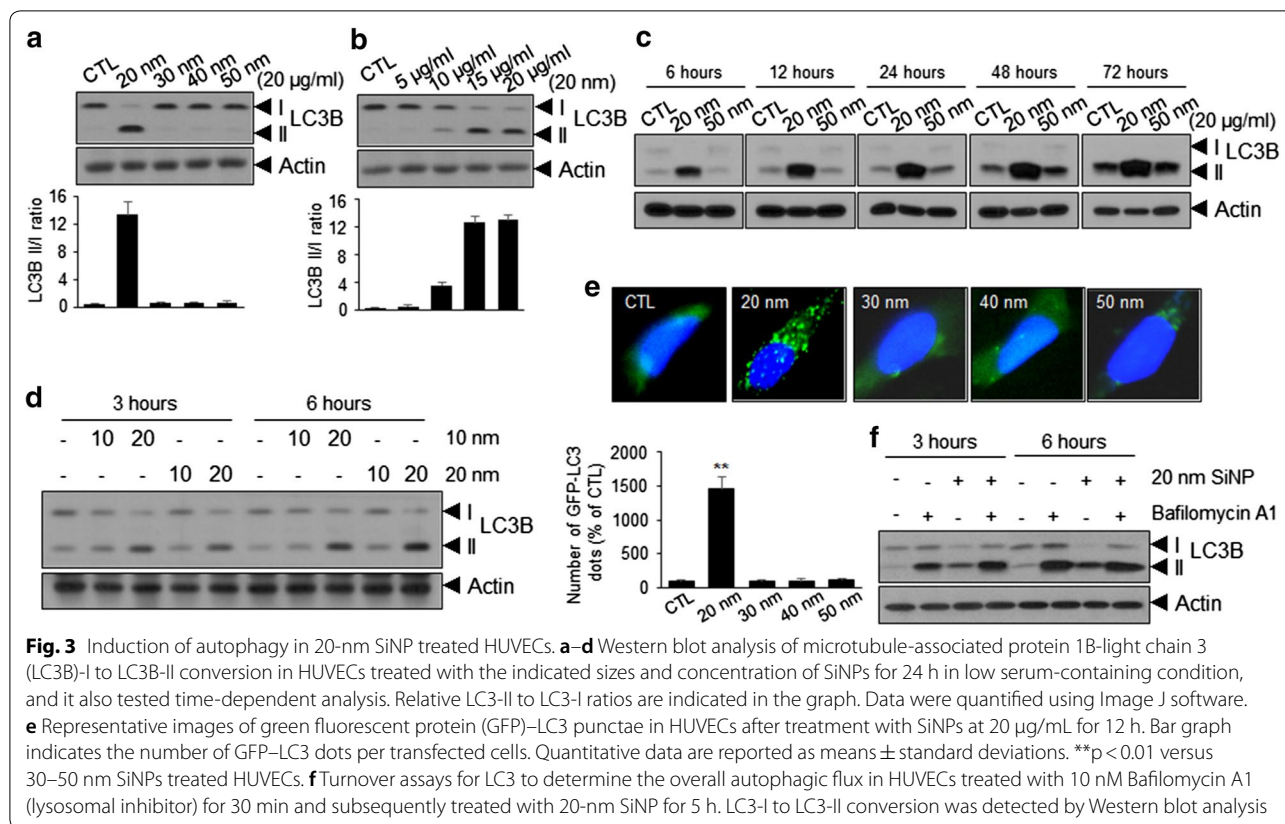 a
CTL 20 nm 30 nm 40 nm 50 nm (20 µg/ml)
I
LC3B
II
Actin
LC3B II/I ratio
16
12
8
4
0
b
CTL 5 µg/ml 10 µg/ml 15 µg/ml 20 µg/ml (20 nm)
I
LC3B
II
Actin
LC3B II/I ratio
16
12
8
4
0
c
6 hours 12 hours 24 hours 48 hours 72 hours
CTL 20 nm 50 nm CTL 20 nm 50 nm CTL 20 nm 50 nm CTL 20 nm 50 nm CTL 20 nm 50 nm (20 µg/ml)
I
LC3B
II
Actin
d
3 hours 6 hours
- 10 20 - - - 10 20 - - 10 nm
- - - 10 20 - - - 10 20 20 nm
I
LC3B
II
Actin
e
CTL 20 nm 30 nm 40 nm 50 nm
Number of GFP-LC3
dots (% of CTL)
2000
1500
1000
500
0
**
CTL 20 nm 30 nm 40 nm 50 nm
f
3 hours 6 hours
- - + + - - + + 20 nm SiNP
- + - + - + - + Bafilomycin A1
I
LC3B
II
Actin
Fig. 3 Induction of autophagy in 20-nm SiNP treated HUVECs. a–d Western blot analysis of microtubule-associated protein 1B-light chain 3
(LC3B)-I to LC3B-II conversion in HUVECs treated with the indicated sizes and concentration of SiNPs for 24 h in low serum-containing condition,
and it also tested time-dependent analysis. Relative LC3-II to LC3-I ratios are indicated in the graph. Data were quantified using Image J software.
e Representative images of green fluorescent protein (GFP)–LC3 punctae in HUVECs after treatment with SiNPs at 20 µg/mL for 12 h. Bar graph
indicates the number of GFP–LC3 dots per transfected cells. Quantitative data are reported as means ± standard deviations. **p < 0.01 versus
30–50 nm SiNPs treated HUVECs. f Turnover assays for LC3 to determine the overall autophagic flux in HUVECs treated with 10 nM Bafilomycin A1
(lysosomal inhibitor) for 30 min and subsequently treated with 20-nm SiNP for 5 h. LC3-I to LC3-II conversion was detected by Western blot analysis